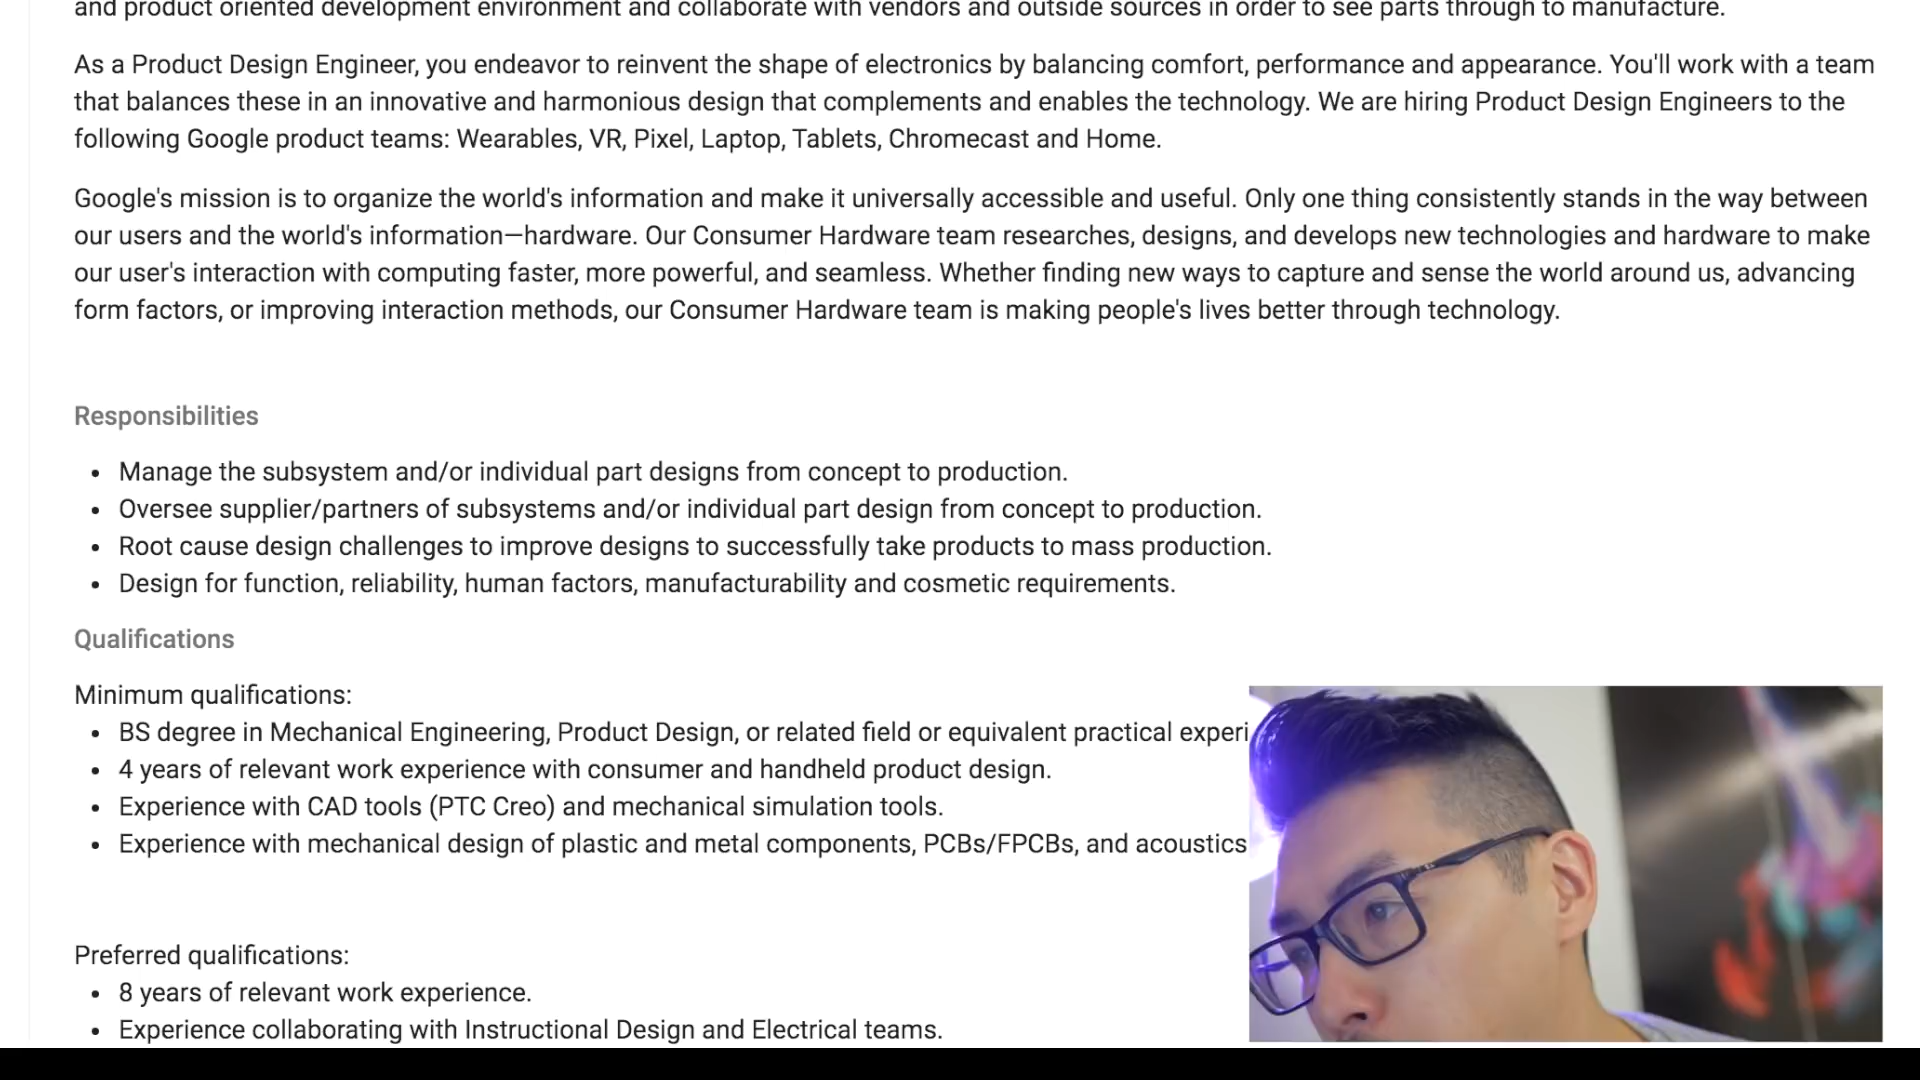 and product oriented development environment and collaborate with vendors and outside sources in order to see parts through to manufacture.
As a Product Design Engineer, you endeavor to reinvent the shape of electronics by balancing comfort, performance and appearance. You'll work with a team
that balances these in an innovative and harmonious design that complements and enables the technology. We are hiring Product Design Engineers to the
following Google product teams: Wearables, VR, Pixel, Laptop, Tablets, Chromecast and Home.
Google's mission is to organize the world's information and make it universally accessible and useful. Only one thing consistently stands in the way between
our users and the world's information—hardware. Our Consumer Hardware team researches, designs, and develops new technologies and hardware to make
our user's interaction with computing faster, more powerful, and seamless. Whether finding new ways to capture and sense the world around us, advancing
form factors, or improving interaction methods, our Consumer Hardware team is making people's lives better through technology.
Responsibilities
• Manage the subsystem and/or individual part designs from concept to production.
• Oversee supplier/partners of subsystems and/or individual part design from concept to production.
• Root cause design challenges to improve designs to successfully take products to mass production.
• Design for function, reliability, human factors, manufacturability and cosmetic requirements.
Qualifications
Minimum qualifications:
• BS degree in Mechanical Engineering, Product Design, or related field or equivalent practical experi
• 4 years of relevant work experience with consumer and handheld product design.
• Experience with CAD tools (PTC Creo) and mechanical simulation tools.
• Experience with mechanical design of plastic and metal components, PCBs/FPCBs, and acoustics
Preferred qualifications:
• 8 years of relevant work experience.
• Experience collaborating with Instructional Design and Electrical teams.